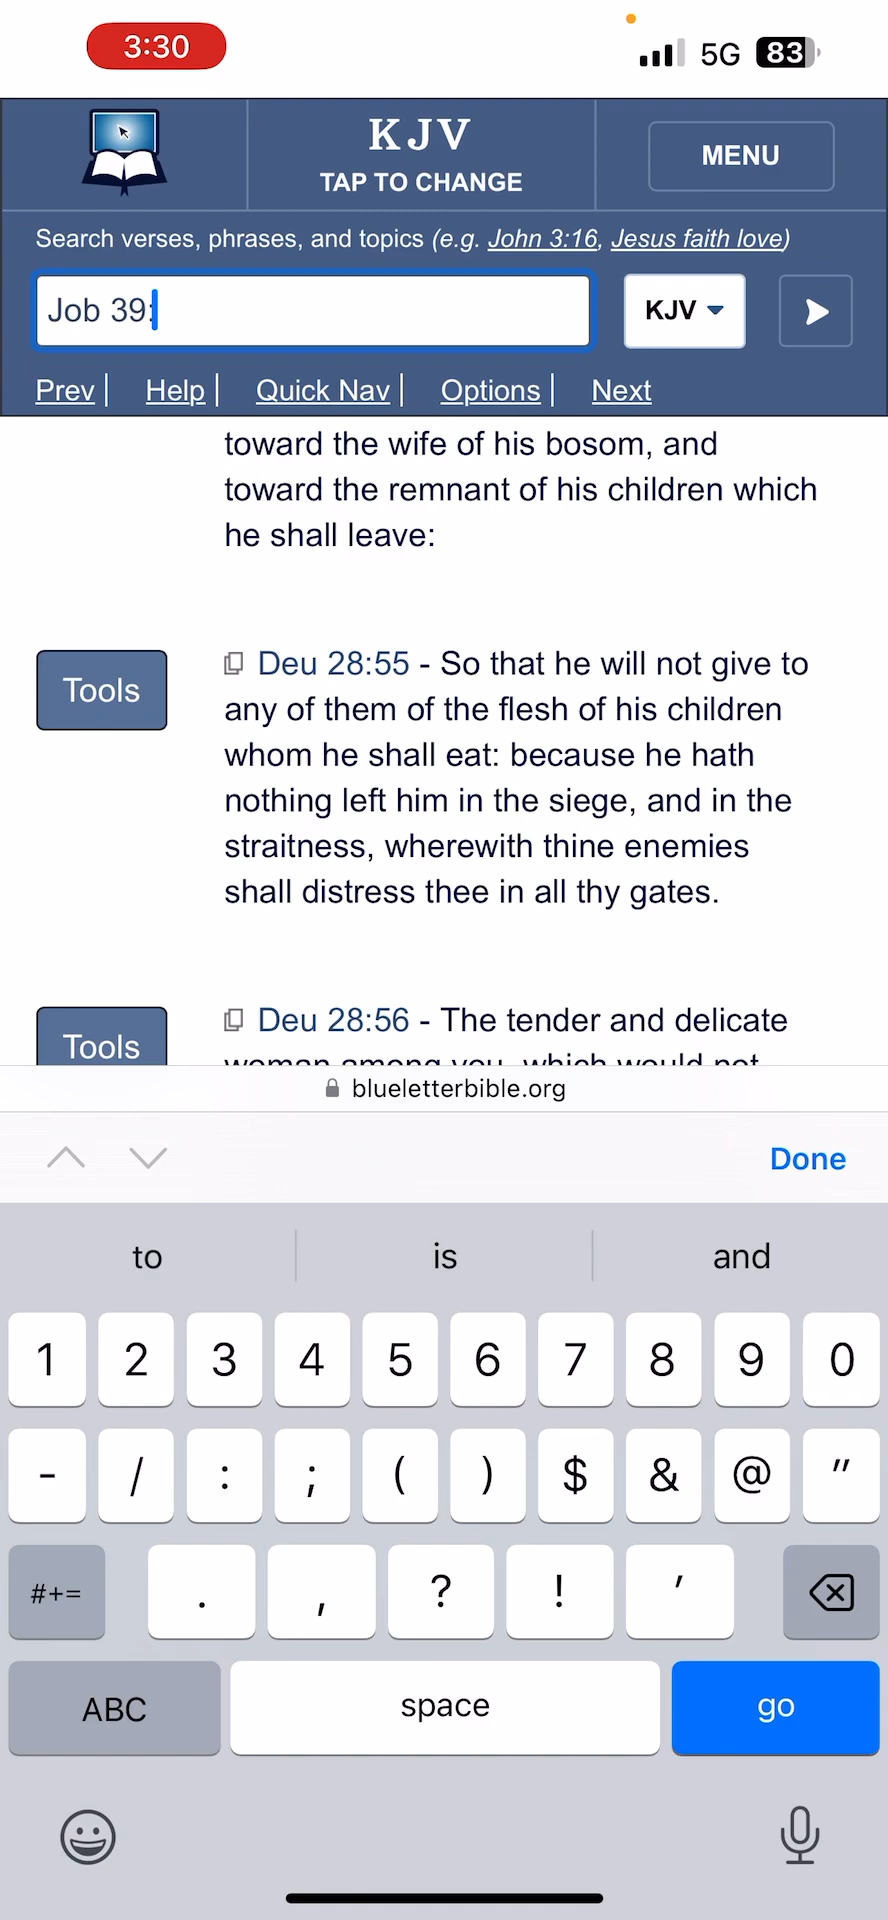 3:30
5G 83
KJV
TAP TO CHANGE
MENU
Search verses, phrases, and topics (e.g. John 3:16, Jesus faith love)
Job 39:
KJV
Prev | Help | Quick Nav | Options | Next
toward the wife of his bosom, and
toward the remnant of his children which
he shall leave:
Tools
Deu 28:55 - So that he will not give to
any of them of the flesh of his children
whom he shall eat: because he hath
nothing left him in the siege, and in the
straitness, wherewith thine enemies
shall distress thee in all thy gates.
Tools
Deu 28:56 - The tender and delicate
woman among you, which would not
blueletterbible.org
Done
to is and
1 2 3 4 5 6 7 8 9 0
- / : ; ( ) $ & @ "
#+= . , ? ! '
ABC space go